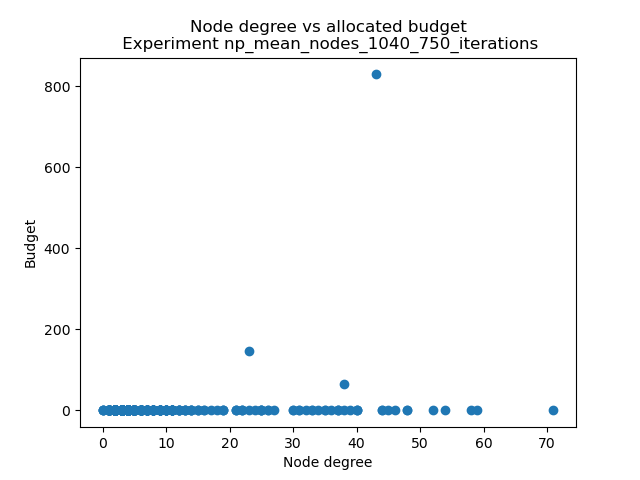 Node degree vs allocated budget
Experiment np_mean_nodes_1040_750_iterations
Budget
800
600
400
200
0
0 10 20 30 40 50 60 70
Node degree